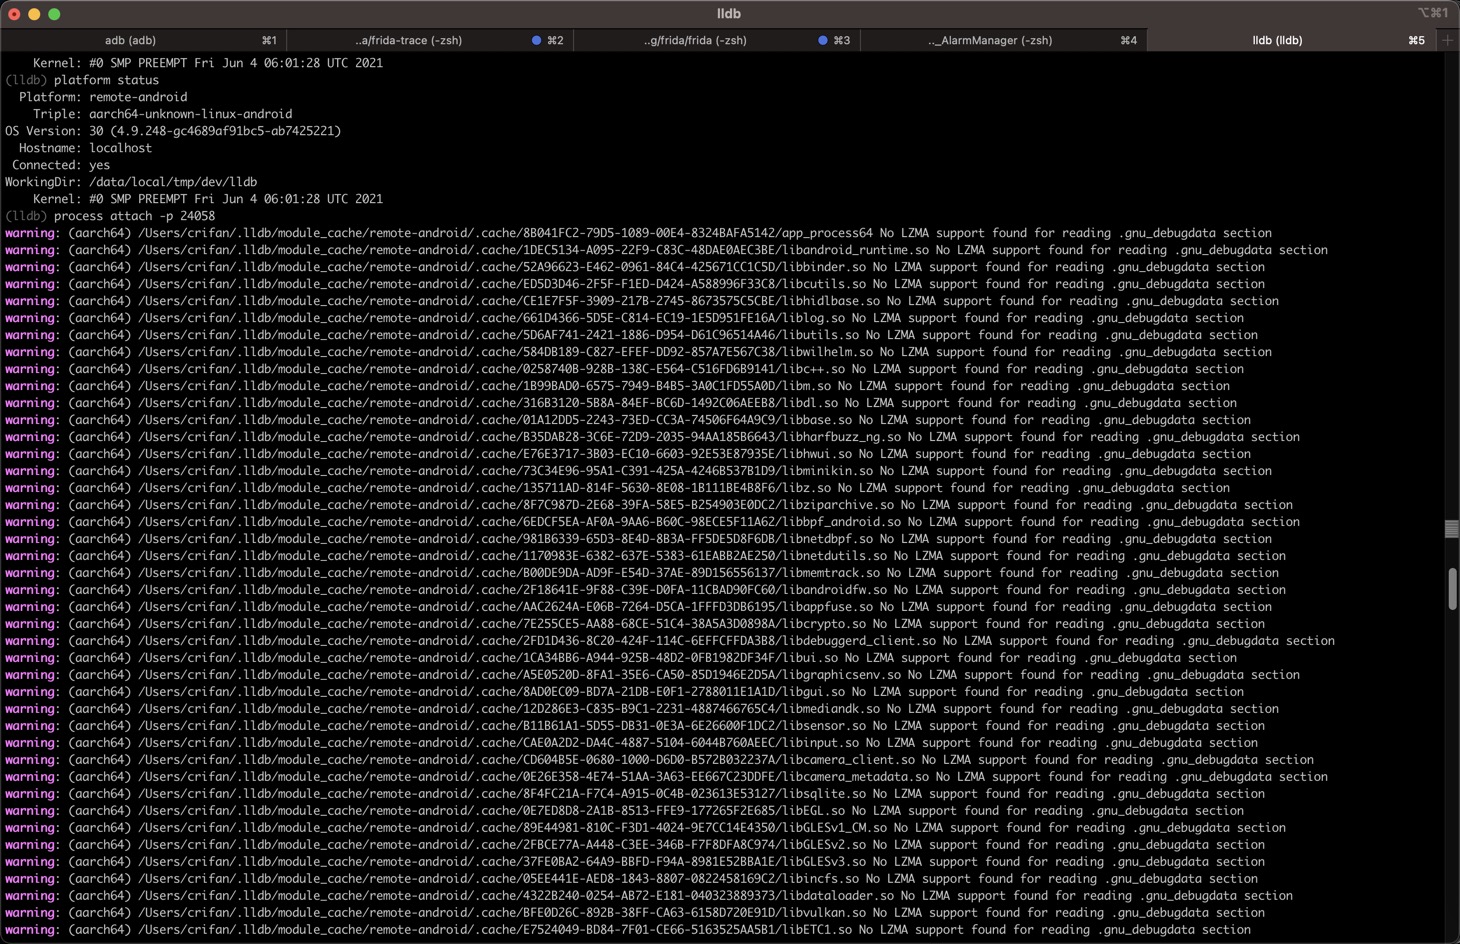 lldb
⌥⌘1
adb (adb) ⌘1
..a/frida-trace (-zsh) ⌘2
..g/frida/frida (-zsh) ⌘3
.._AlarmManager (-zsh) ⌘4
lldb (lldb) ⌘5
Kernel: #0 SMP PREEMPT Fri Jun 4 06:01:28 UTC 2021
(lldb) platform status
Platform: remote-android
Triple: aarch64-unknown-linux-android
OS Version: 30 (4.9.248-gc4689af91bc5-ab7425221)
Hostname: localhost
Connected: yes
WorkingDir: /data/local/tmp/dev/lldb
Kernel: #0 SMP PREEMPT Fri Jun 4 06:01:28 UTC 2021
(lldb) process attach -p 24058
warning: (aarch64) /Users/crifan/.lldb/module_cache/remote-android/.cache/8B041FC2-79D5-1089-00E4-8324BAFA5142/app_process64 No LZMA support found for reading .gnu_debugdata section
warning: (aarch64) /Users/crifan/.lldb/module_cache/remote-android/.cache/1DEC5134-A095-22F9-C83C-48DAE0AEC3BE/libandroid_runtime.so No LZMA support found for reading .gnu_debugdata section
warning: (aarch64) /Users/crifan/.lldb/module_cache/remote-android/.cache/52A96623-E462-0961-84C4-425671CC1C5D/libbinder.so No LZMA support found for reading .gnu_debugdata section
warning: (aarch64) /Users/crifan/.lldb/module_cache/remote-android/.cache/ED5D3D46-2F5F-F1ED-D424-A588996F33C8/libcutils.so No LZMA support found for reading .gnu_debugdata section
warning: (aarch64) /Users/crifan/.lldb/module_cache/remote-android/.cache/CE1E7F5F-3909-217B-2745-8673575C5CBE/libhidlbase.so No LZMA support found for reading .gnu_debugdata section
warning: (aarch64) /Users/crifan/.lldb/module_cache/remote-android/.cache/661D4366-5D5E-C814-EC19-1E5D951FE16A/liblog.so No LZMA support found for reading .gnu_debugdata section
warning: (aarch64) /Users/crifan/.lldb/module_cache/remote-android/.cache/5D6AF741-2421-1886-D954-D61C96514A46/libutils.so No LZMA support found for reading .gnu_debugdata section
warning: (aarch64) /Users/crifan/.lldb/module_cache/remote-android/.cache/584DB189-C827-EFEF-DD92-857A7E567C38/libwilhelm.so No LZMA support found for reading .gnu_debugdata section
warning: (aarch64) /Users/crifan/.lldb/module_cache/remote-android/.cache/0258740B-928B-138C-E564-C516FD6B9141/libc++.so No LZMA support found for reading .gnu_debugdata section
warning: (aarch64) /Users/crifan/.lldb/module_cache/remote-android/.cache/1B99BAD0-6575-7949-B4B5-3A0C1FD55A0D/libm.so No LZMA support found for reading .gnu_debugdata section
warning: (aarch64) /Users/crifan/.lldb/module_cache/remote-android/.cache/316B3120-5B8A-84EF-BC6D-1492C06AEEB8/libdl.so No LZMA support found for reading .gnu_debugdata section
warning: (aarch64) /Users/crifan/.lldb/module_cache/remote-android/.cache/01A12DD5-2243-73ED-CC3A-74506F64A9C9/libbase.so No LZMA support found for reading .gnu_debugdata section
warning: (aarch64) /Users/crifan/.lldb/module_cache/remote-android/.cache/B35DAB28-3C6E-72D9-2035-94AA185B6643/libharfbuzz_ng.so No LZMA support found for reading .gnu_debugdata section
warning: (aarch64) /Users/crifan/.lldb/module_cache/remote-android/.cache/E76E3717-3B03-EC10-6603-92E53E87935E/libhwui.so No LZMA support found for reading .gnu_debugdata section
warning: (aarch64) /Users/crifan/.lldb/module_cache/remote-android/.cache/73C34E96-95A1-C391-425A-4246B537B1D9/libminikin.so No LZMA support found for reading .gnu_debugdata section
warning: (aarch64) /Users/crifan/.lldb/module_cache/remote-android/.cache/135711AD-814F-5630-8E08-1B111BE4B8F6/libz.so No LZMA support found for reading .gnu_debugdata section
warning: (aarch64) /Users/crifan/.lldb/module_cache/remote-android/.cache/8F7C987D-2E68-39FA-58E5-B254903E0DC2/libziparchive.so No LZMA support found for reading .gnu_debugdata section
warning: (aarch64) /Users/crifan/.lldb/module_cache/remote-android/.cache/6EDCF5EA-AF0A-9AA6-B60C-98ECE5F11A62/libbpf_android.so No LZMA support found for reading .gnu_debugdata section
warning: (aarch64) /Users/crifan/.lldb/module_cache/remote-android/.cache/981B6339-65D3-8E4D-8B3A-FF5DE5D8F6DB/libnetdbpf.so No LZMA support found for reading .gnu_debugdata section
warning: (aarch64) /Users/crifan/.lldb/module_cache/remote-android/.cache/1170983E-6382-637E-5383-61EABB2AE250/libnetdutils.so No LZMA support found for reading .gnu_debugdata section
warning: (aarch64) /Users/crifan/.lldb/module_cache/remote-android/.cache/B00DE9DA-AD9F-E54D-37AE-89D156556137/libmemtrack.so No LZMA support found for reading .gnu_debugdata section
warning: (aarch64) /Users/crifan/.lldb/module_cache/remote-android/.cache/2F18641E-9F88-C39E-D0FA-11CBAD90FC60/libandroidfw.so No LZMA support found for reading .gnu_debugdata section
warning: (aarch64) /Users/crifan/.lldb/module_cache/remote-android/.cache/AAC2624A-E06B-7264-D5CA-1FFFD3DB6195/libappfuse.so No LZMA support found for reading .gnu_debugdata section
warning: (aarch64) /Users/crifan/.lldb/module_cache/remote-android/.cache/7E255CE5-AA88-68CE-51C4-38A5A3D0898A/libcrypto.so No LZMA support found for reading .gnu_debugdata section
warning: (aarch64) /Users/crifan/.lldb/module_cache/remote-android/.cache/2FD1D436-8C20-424F-114C-6EFFCFFDA3B8/libdebuggerd_client.so No LZMA support found for reading .gnu_debugdata section
warning: (aarch64) /Users/crifan/.lldb/module_cache/remote-android/.cache/1CA34BB6-A944-925B-48D2-0FB1982DF34F/libui.so No LZMA support found for reading .gnu_debugdata section
warning: (aarch64) /Users/crifan/.lldb/module_cache/remote-android/.cache/A5E0520D-8FA1-35E6-CA50-85D1946E2D5A/libgraphicsenv.so No LZMA support found for reading .gnu_debugdata section
warning: (aarch64) /Users/crifan/.lldb/module_cache/remote-android/.cache/8AD0EC09-BD7A-21DB-E0F1-2788011E1A1D/libgui.so No LZMA support found for reading .gnu_debugdata section
warning: (aarch64) /Users/crifan/.lldb/module_cache/remote-android/.cache/12D286E3-C835-B9C1-2231-4887466765C4/libmediandk.so No LZMA support found for reading .gnu_debugdata section
warning: (aarch64) /Users/crifan/.lldb/module_cache/remote-android/.cache/B11B61A1-5D55-DB31-0E3A-6E26600F1DC2/libsensor.so No LZMA support found for reading .gnu_debugdata section
warning: (aarch64) /Users/crifan/.lldb/module_cache/remote-android/.cache/CAE0A2D2-DA4C-4887-5104-6044B760AEEC/libinput.so No LZMA support found for reading .gnu_debugdata section
warning: (aarch64) /Users/crifan/.lldb/module_cache/remote-android/.cache/CD604B5E-0680-1000-D6D0-B572B032237A/libcamera_client.so No LZMA support found for reading .gnu_debugdata section
warning: (aarch64) /Users/crifan/.lldb/module_cache/remote-android/.cache/0E26E358-4E74-51AA-3A63-EE667C23DDFE/libcamera_metadata.so No LZMA support found for reading .gnu_debugdata section
warning: (aarch64) /Users/crifan/.lldb/module_cache/remote-android/.cache/8F4FC21A-F7C4-A915-0C4B-023613E53127/libsqlite.so No LZMA support found for reading .gnu_debugdata section
warning: (aarch64) /Users/crifan/.lldb/module_cache/remote-android/.cache/0E7ED8D8-2A1B-8513-FFE9-177265F2E685/libEGL.so No LZMA support found for reading .gnu_debugdata section
warning: (aarch64) /Users/crifan/.lldb/module_cache/remote-android/.cache/89E44981-810C-F3D1-4024-9E7CC14E4350/libGLESv1_CM.so No LZMA support found for reading .gnu_debugdata section
warning: (aarch64) /Users/crifan/.lldb/module_cache/remote-android/.cache/2FBCE77A-A448-C3EE-346B-F7F8DFA8C974/libGLESv2.so No LZMA support found for reading .gnu_debugdata section
warning: (aarch64) /Users/crifan/.lldb/module_cache/remote-android/.cache/37FE0BA2-64A9-BBFD-F94A-8981E52BBA1E/libGLESv3.so No LZMA support found for reading .gnu_debugdata section
warning: (aarch64) /Users/crifan/.lldb/module_cache/remote-android/.cache/05EE441E-AED8-1843-8807-0822458169C2/libincfs.so No LZMA support found for reading .gnu_debugdata section
warning: (aarch64) /Users/crifan/.lldb/module_cache/remote-android/.cache/4322B240-0254-AB72-E181-040323889373/libdataloader.so No LZMA support found for reading .gnu_debugdata section
warning: (aarch64) /Users/crifan/.lldb/module_cache/remote-android/.cache/BFE0D26C-892B-38FF-CA63-6158D720E91D/libvulkan.so No LZMA support found for reading .gnu_debugdata section
warning: (aarch64) /Users/crifan/.lldb/module_cache/remote-android/.cache/E7524049-BD84-7F01-CE66-5163525AA5B1/libETC1.so No LZMA support found for reading .gnu_debugdata section